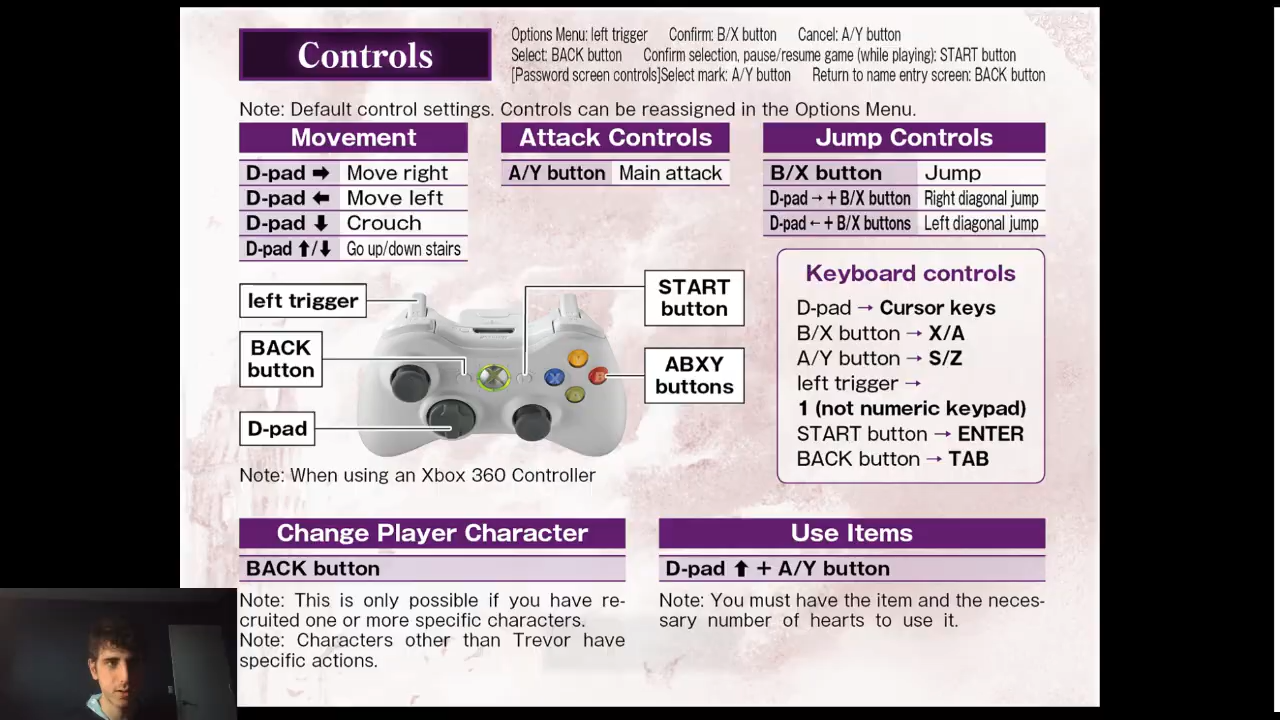 Controls
Options Menu: left trigger Confirm: B/X button Cancel: A/Y button
Select: BACK button Confirm selection, pause/resume game (while playing): START button
[Password screen controls]Select mark: A/Y button Return to name entry screen: BACK button
Note: Default control settings. Controls can be reassigned in the Options Menu.
Movement
D-pad ➡ Move right
D-pad ⬅ Move left
D-pad ⬇ Crouch
D-pad ⬆/⬇ Go up/down stairs
Attack Controls
A/Y button Main attack
Jump Controls
B/X button Jump
D-pad → + B/X button Right diagonal jump
D-pad ← + B/X buttons Left diagonal jump
left trigger
BACK
button
D-pad
START
button
ABXY
buttons
X
B
Note: When using an Xbox 360 Controller
Keyboard controls
D-pad → Cursor keys
B/X button → X/A
A/Y button → S/Z
left trigger →
1 (not numeric keypad)
START button → ENTER
BACK button → TAB
Change Player Character
BACK button
Note: This is only possible if you have re-
cruited one or more specific characters.
Note: Characters other than Trevor have
specific actions.
Use Items
D-pad ⬆ + A/Y button
Note: You must have the item and the neces-
sary number of hearts to use it.